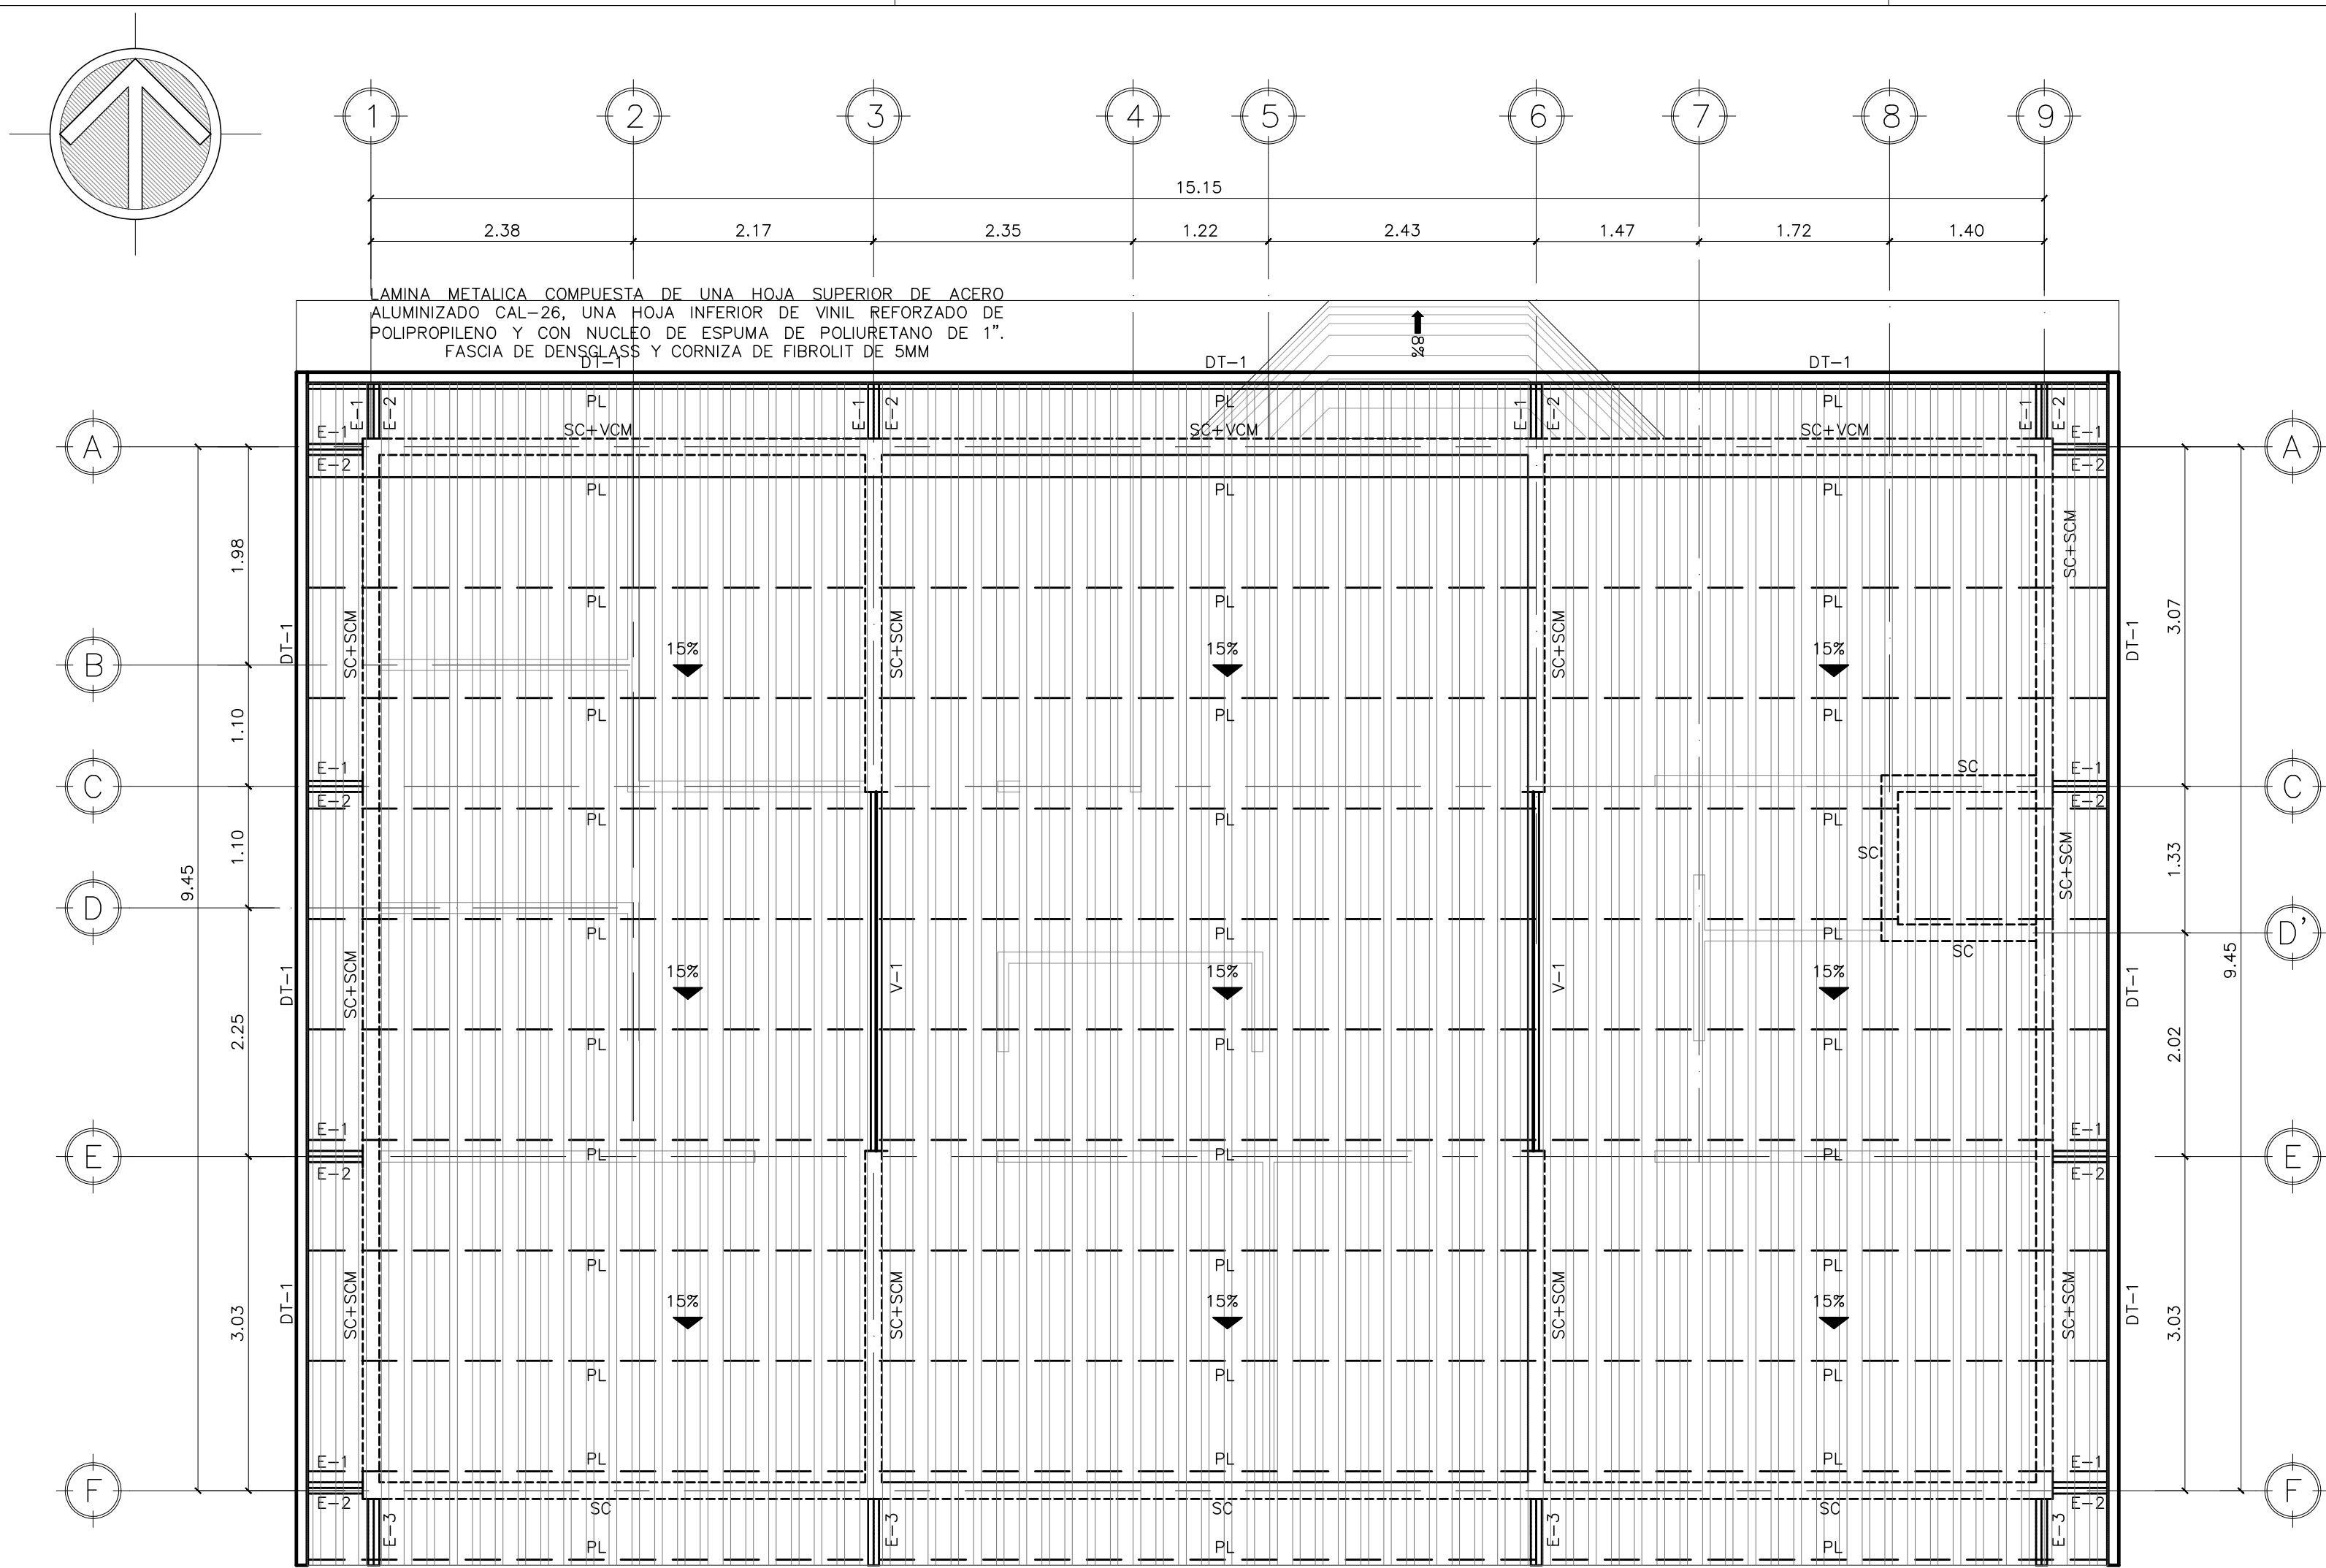 1 2 3 4 5 6 7 8 9
15.15
2.38 2.17 2.35 1.22 2.43 1.47 1.72 1.40
LAMINA METALICA COMPUESTA DE UNA HOJA SUPERIOR DE ACERO
ALUMINIZADO CAL-26, UNA HOJA INFERIOR DE VINIL REFORZADO DE
POLIPROPILENO Y CON NUCLEO DE ESPUMA DE POLIURETANO DE 1”.
FASCIA DE DENSGLASS Y CORNIZA DE FIBROLIT DE 5MM
8%
DT-1 DT-1 DT-1
PL PL PL
E-1 E-2 E-1 E-2 E-1 E-2 E-1 E-2
SC+VCM SC+VCM SC+VCM
A E-1 E-1 A
E-2 E-2
PL PL PL
1.98 SC+SCM
PL PL PL
3.07
DT-1 SC+SCM SC+SCM SC+SCM DT-1
15% 15% 15%
B
PL PL PL
1.10
E-1 SC E-1
C C
E-2 E-2
PL PL PL
1.10 SC SC+SCM 1.33
9.45
D D’
PL PL PL
SC
15% 15% 15%
DT-1 SC+SCM V-1 V-1 DT-1 9.45
2.25 2.02
PL PL PL
E-1 E-1
E PL PL PL E
E-2 E-2
PL PL PL
15% 15% 15%
DT-1 SC+SCM SC+SCM SC+SCM SC+SCM DT-1
3.03 3.03
PL PL PL
E-1 PL PL PL E-1
F F
E-2 E-2
SC SC SC
E-3 E-3 E-3 E-3
PL PL PL